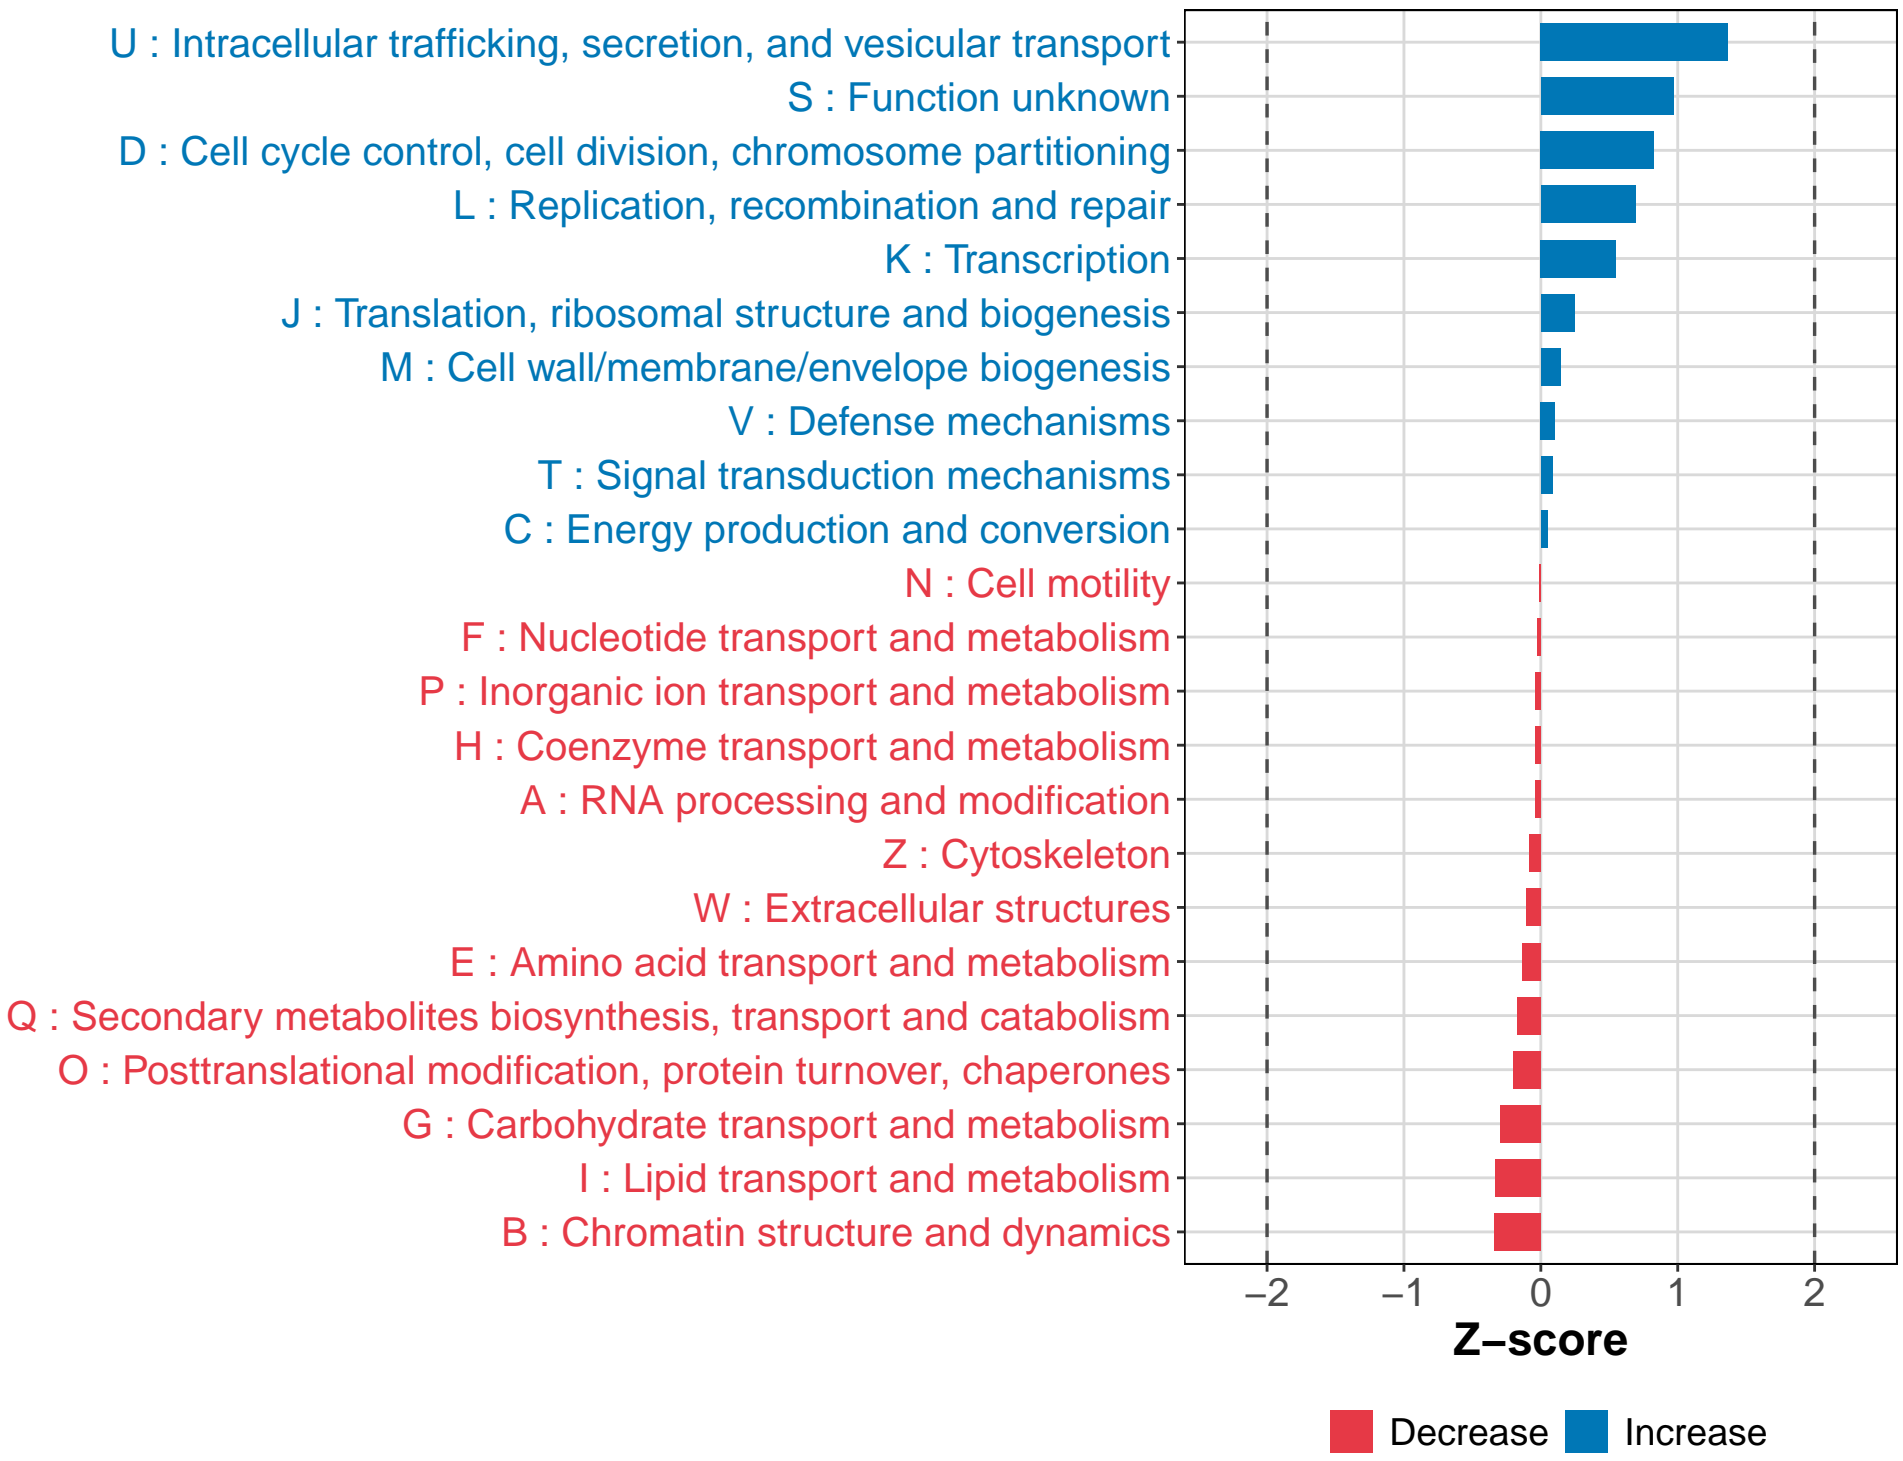 U : Intracellular trafficking, secretion, and vesicular transport
S : Function unknown
D : Cell cycle control, cell division, chromosome partitioning
L : Replication, recombination and repair
K : Transcription
J : Translation, ribosomal structure and biogenesis
M : Cell wall/membrane/envelope biogenesis
V : Defense mechanisms
T : Signal transduction mechanisms
C : Energy production and conversion
N : Cell motility
F : Nucleotide transport and metabolism
P : Inorganic ion transport and metabolism
H : Coenzyme transport and metabolism
A : RNA processing and modification
Z : Cytoskeleton
W : Extracellular structures
E : Amino acid transport and metabolism
Q : Secondary metabolites biosynthesis, transport and catabolism
O : Posttranslational modification, protein turnover, chaperones
G : Carbohydrate transport and metabolism
I : Lipid transport and metabolism
B : Chromatin structure and dynamics
−2 −1 0 1 2
Z−score
Decrease Increase